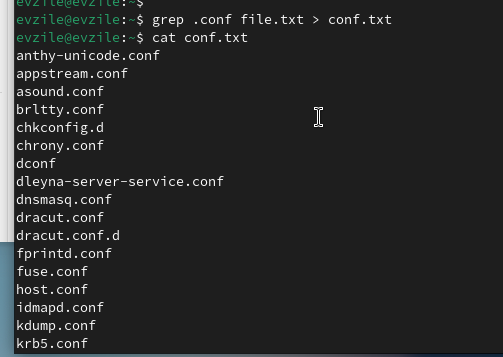 evzile@evzile:~$
evzile@evzile:~$ grep .conf file.txt > conf.txt
evzile@evzile:~$ cat conf.txt
anthy-unicode.conf
appstream.conf
asound.conf
brltty.conf
chkconfig.d
chrony.conf
dconf
dleyna-server-service.conf
dnsmasq.conf
dracut.conf
dracut.conf.d
fprintd.conf
fuse.conf
host.conf
idmapd.conf
kdump.conf
krb5.conf